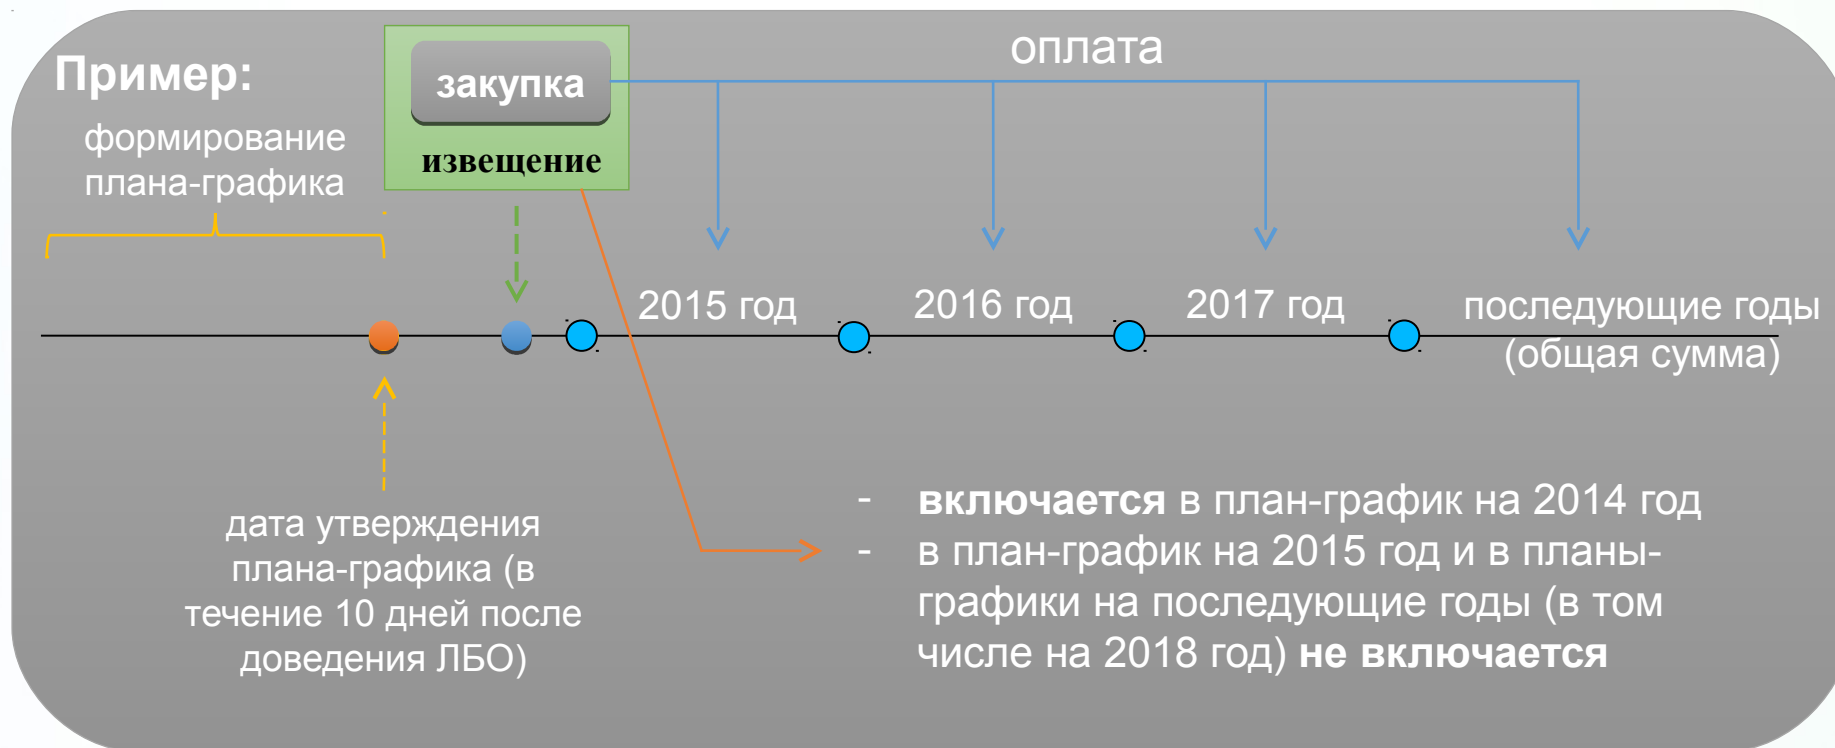 Пример:
формирование
плана-графика
закупка
извещение
оплата
2015 год
2016 год
2017 год
последующие годы
(общая сумма)
дата утверждения
плана-графика (в
течение 10 дней после
доведения ЛБО)
- включается в план-график на 2014 год
- в план-график на 2015 год и в планы-
графики на последующие годы (в том
числе на 2018 год) не включается